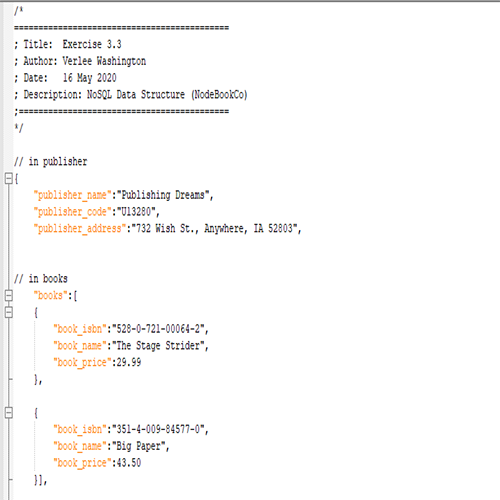 /*
===========================================
; Title:  Exercise 3.3
; Author: Verlee Washington
; Date:   16 May 2020
; Description: NoSQL Data Structure (NodeBookCo)
;===========================================
*/
// in publisher
{
"publisher_name":"Publishing Dreams",
"publisher_code":"U13280",
"publisher_address":"732 Wish St., Anywhere, IA 52803",
// in books
"books":[
{
"book_isbn":"528-0-721-00064-2",
"book_name":"The Stage Strider",
"book_price":29.99
},
{
"book_isbn":"351-4-009-84577-0",
"book_name":"Big Paper",
"book_price":43.50
}],